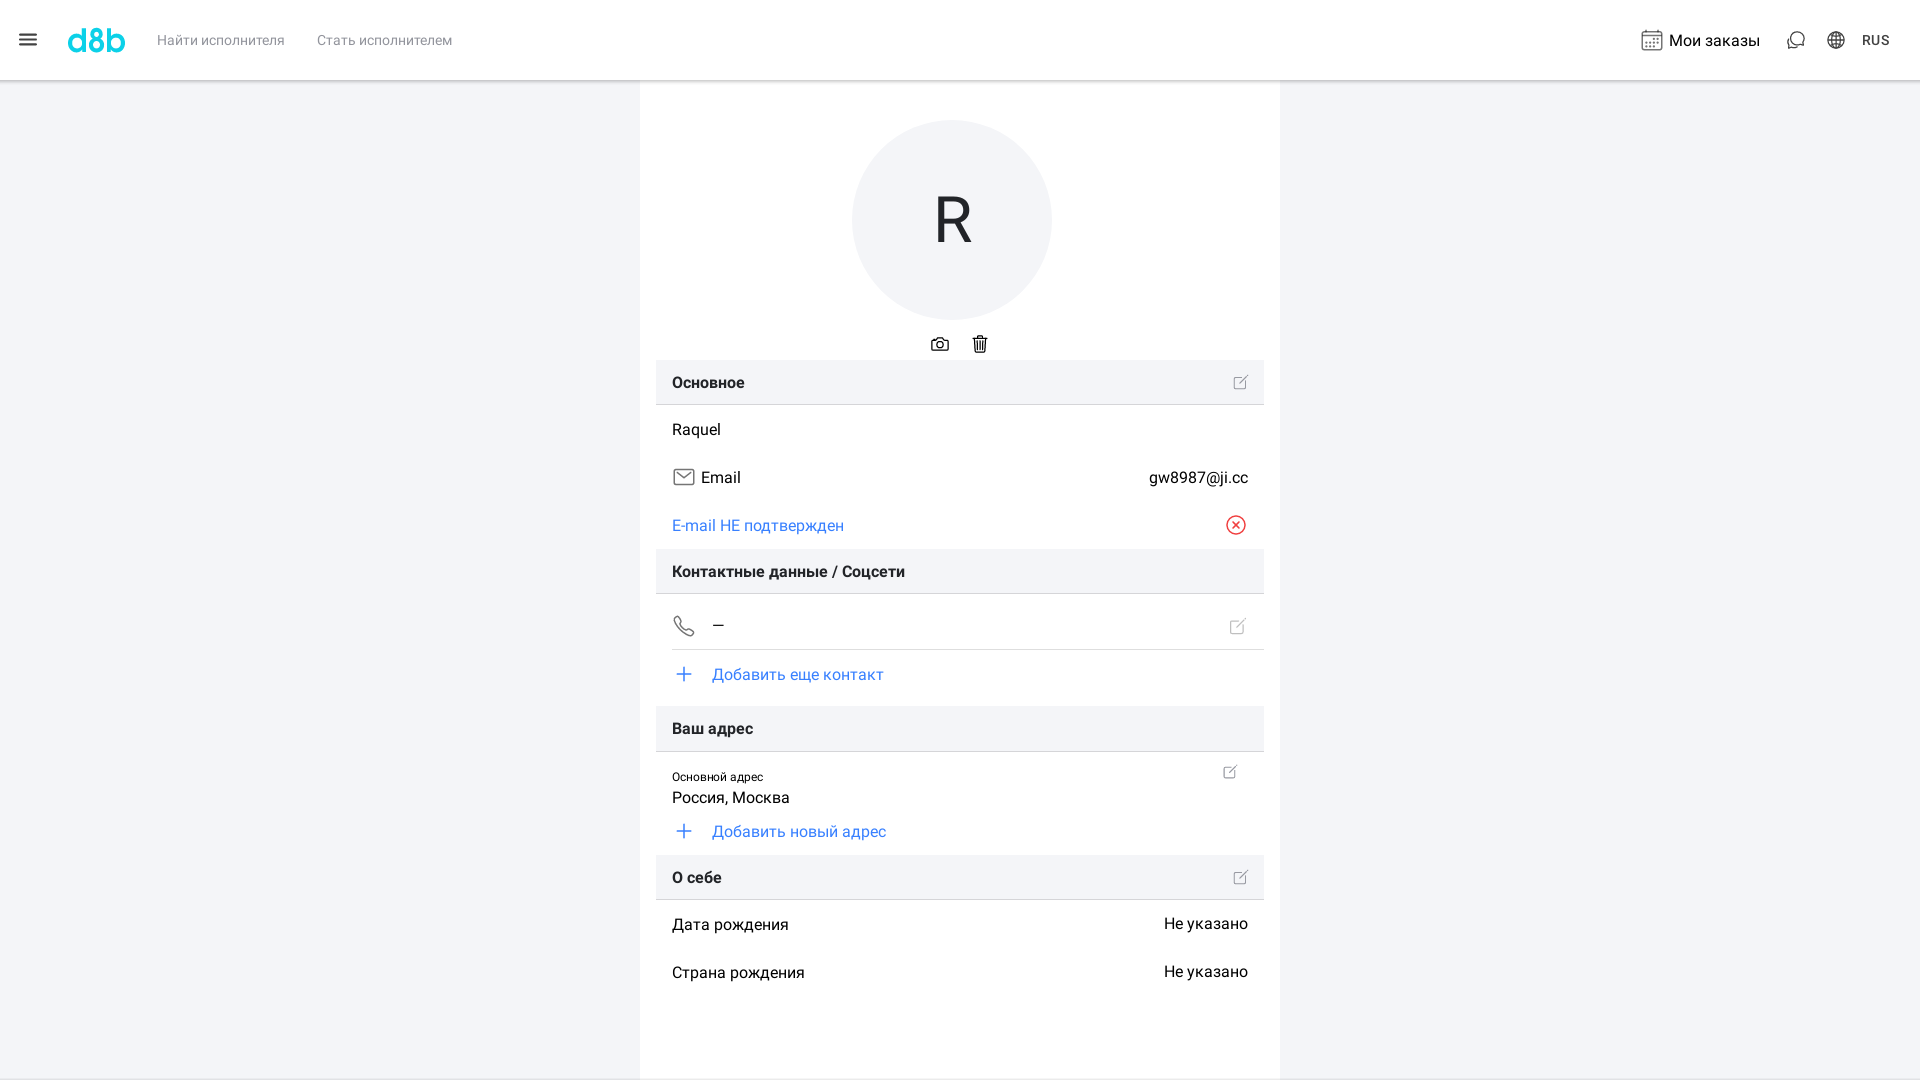 d8b
Найти исполнителя
Стать исполнителем
Мои заказы
RUS
R
Основное
Raquel
Email
gw8987@ji.cc
E-mail НЕ подтвержден
Контактные данные / Соцсети
—
Добавить еще контакт
Ваш адрес
Основной адрес
Россия, Москва
Добавить новый адрес
О себе
Дата рождения
Не указано
Страна рождения
Не указано